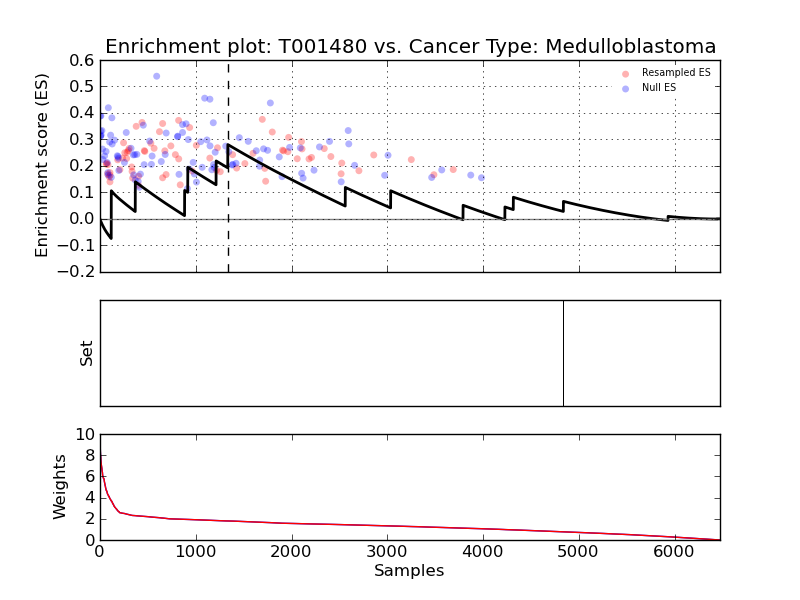 Enrichment plot: T001480 vs. Cancer Type: Medulloblastoma
Enrichment score (ES)
0.6
0.5
0.4
0.3
0.2
0.1
0.0
−0.1
−0.2
Resampled ES
Null ES
Set
Weights
10
8
6
4
2
0
0 1000 2000 3000 4000 5000 6000
Samples